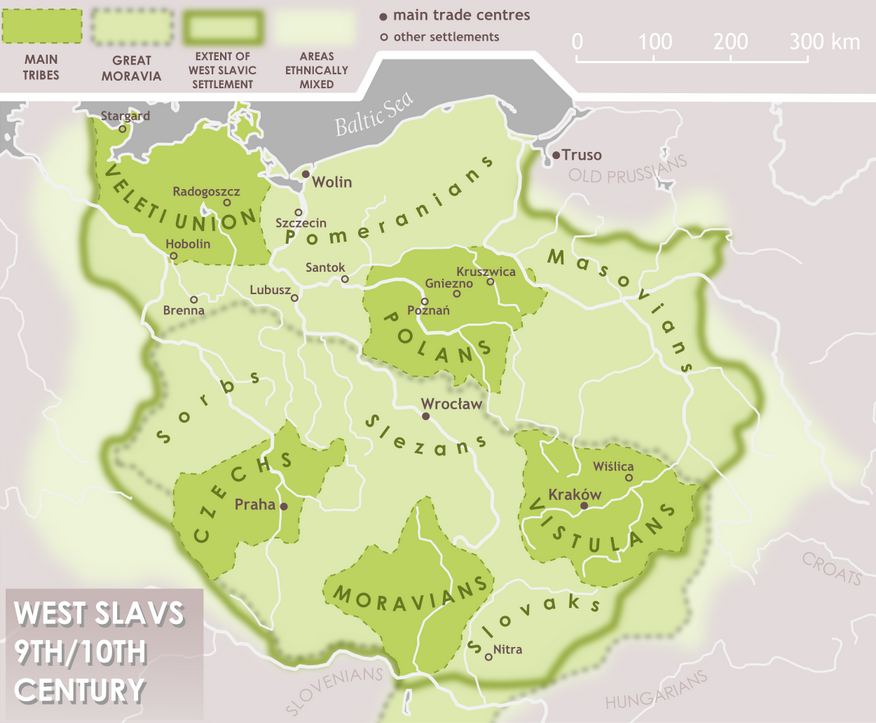 main trade centres
other settlements
MAIN
TRIBES
GREAT
MORAVIA
EXTENT OF
WEST SLAVIC
SETTLEMENT
AREAS
ETHNICALLY
MIXED
0 100 200 300 km
Baltic Sea
Stargard
Truso
OLD PRUSSIANS
Wolin
Radogoszcz
VELETI UNION
Szczecin
Pomeranians
Hobolin
Santok
Kruszwica
Gniezno
Lubusz
Poznań
Brenna
Masovians
POLANS
Sorbs
Wrocław
Slezans
CZECHS
Wiślica
Praha
Kraków
VISTULANS
MORAVIANS
CROATS
Slovaks
Nitra
WEST SLAVS
9TH/10TH
CENTURY
SLOVENIANS
HUNGARIANS